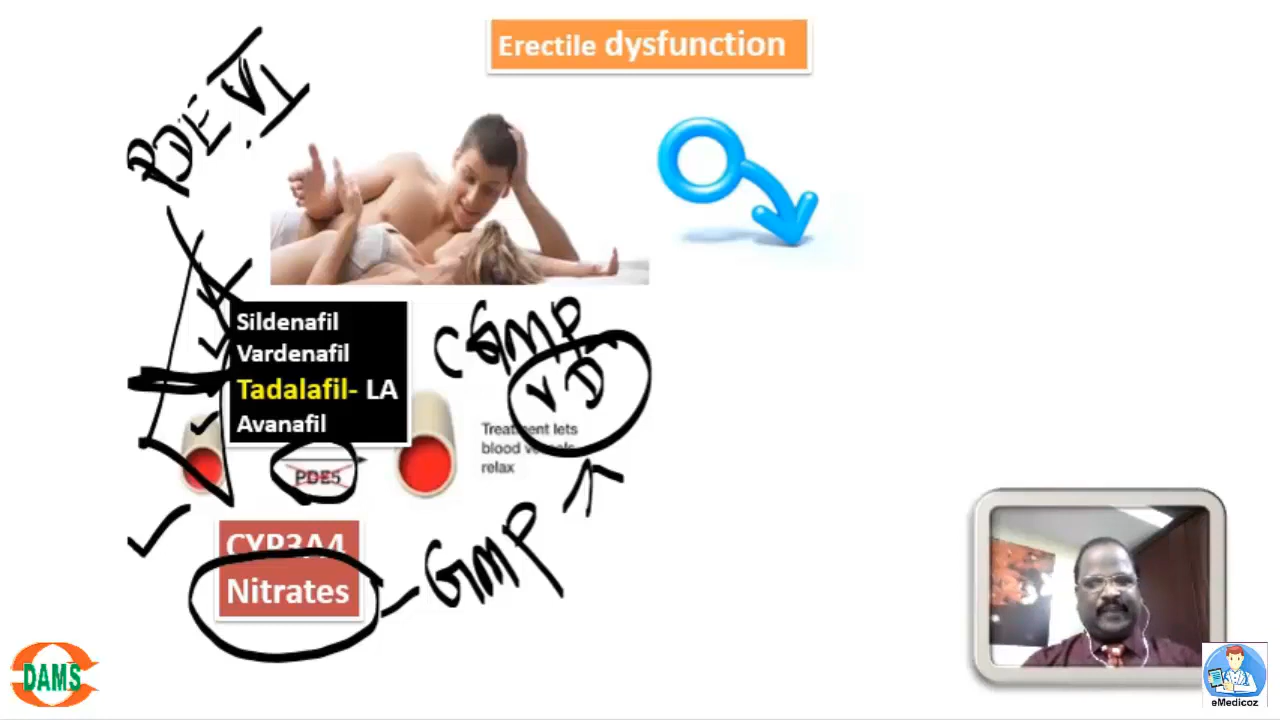 Erectile dysfunction
PDE VI
Sildenafil
Vardenafil
Tadalafil- LA
Avanafil
CGMP
VD
Treatment lets
blood vessels
relax
PDE5
CYP3A4
Nitrates
GMP
DAMS
eMedicoz